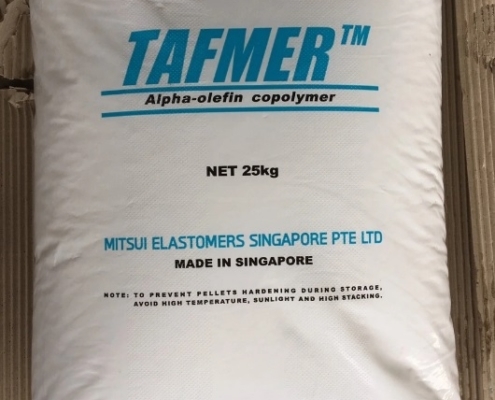 TAFMER™
Alpha-olefin copolymer
NET 25kg
MITSUI ELASTOMERS SINGAPORE PTE LTD
MADE IN SINGAPORE
NOTE: TO PREVENT PELLETS HARDENING DURING STORAGE,
AVOID HIGH TEMPERATURE, SUNLIGHT AND HIGH STACKING.